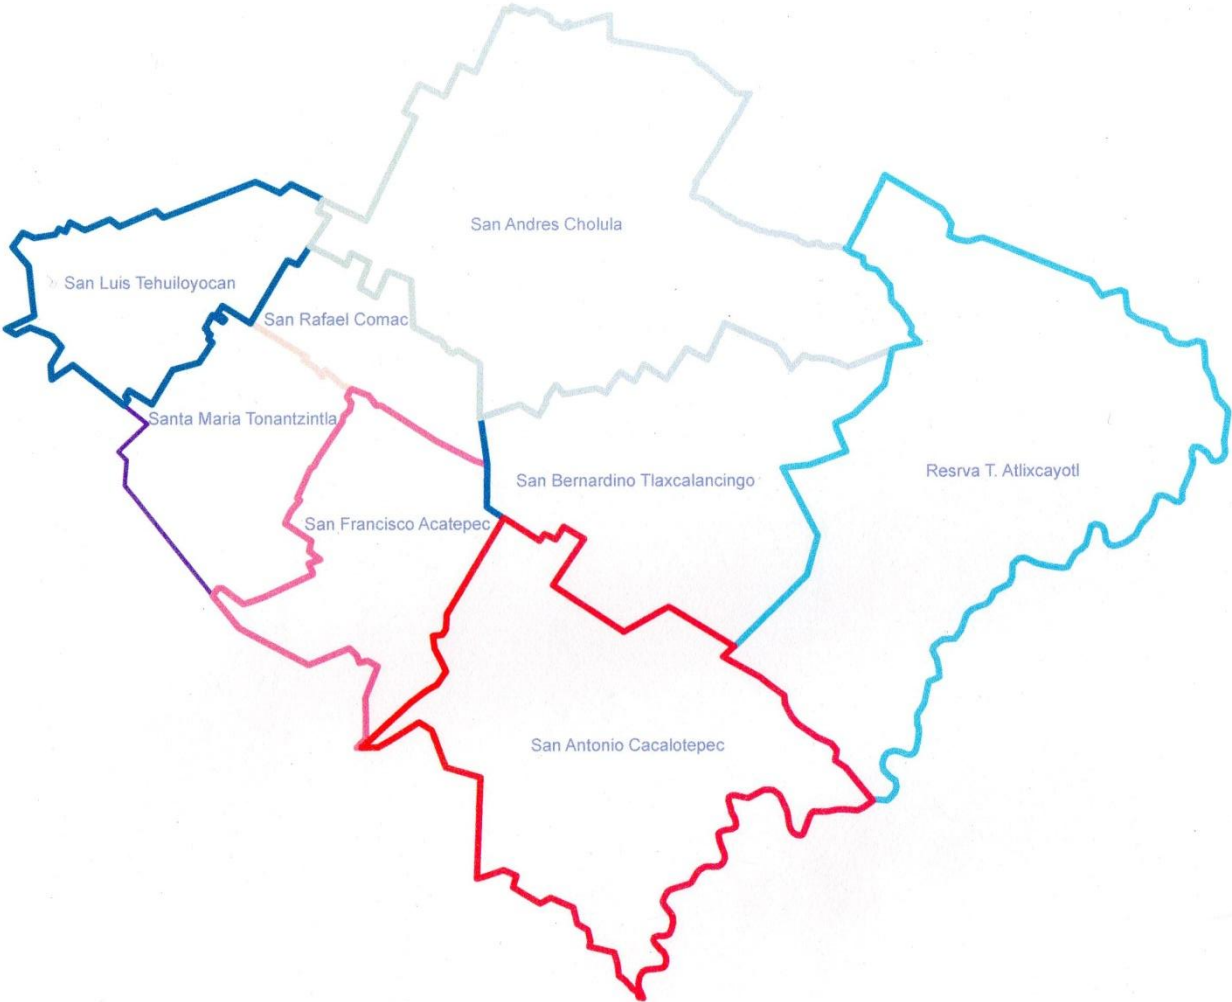 San Andres Cholula
San Luis Tehuiloyocan
San Rafael Comac
Santa Maria Tonantzintla
Resrva T. Atlixcayotl
San Bernardino Tlaxcalancingo
San Francisco Acatepec
San Antonio Cacalotepec